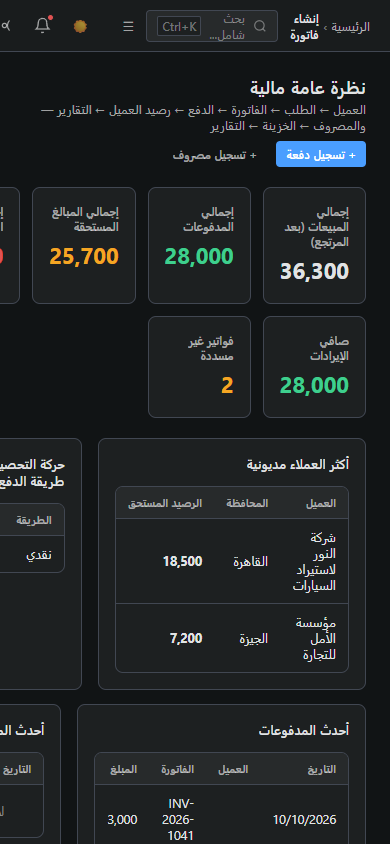 الرئيسية › إنشاء فاتورة
بحث شامل... Ctrl+K
نظرة عامة مالية
العميل ← الطلب ← الفاتورة ← الدفع ← رصيد العميل ← التقارير —
والمصروف ← الخزينة ← التقارير
+ تسجيل دفعة
+ تسجيل مصروف
إجمالي المبيعات (بعد المرتجع)
36,300
إجمالي المدفوعات
28,000
إجمالي المبالغ المستحقة
25,700
صافي الإيرادات
28,000
فواتير غير مسددة
2
أكثر العملاء مديونية
العميل المحافظة الرصيد المستحق
شركة النور لاستيراد السيارات القاهرة 18,500
مؤسسة الأمل للتجارة الجيزة 7,200
حركة التحصي
طريقة الدفع
الطريقة
نقدي
أحدث المدفوعات
التاريخ العميل الفاتورة المبلغ
10/10/2026 INV-2026-1041 3,000
أحدث الم
التاريخ